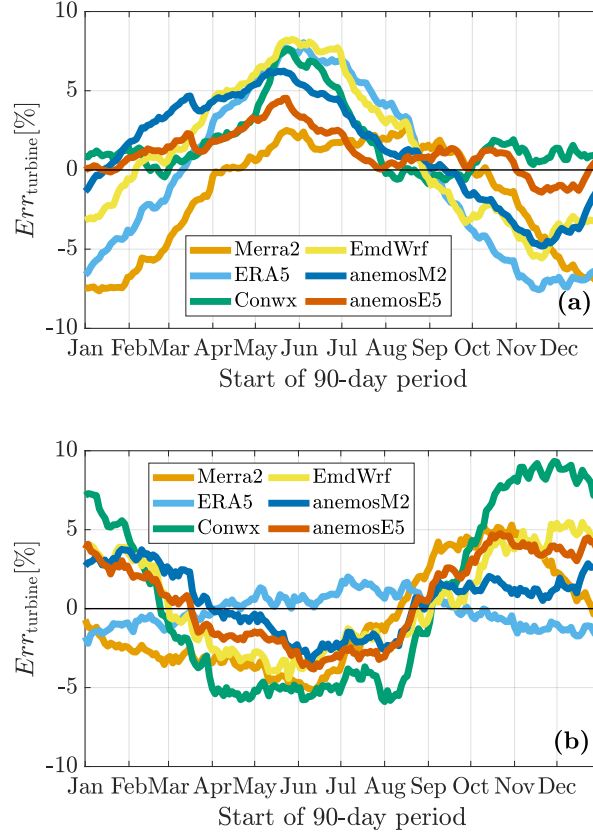 10
5
0
-5
-10
Err_turbine [%]
Merra2 EmdWrf
ERA5 anemosM2
Conwx anemosE5
(a)
Jan Feb Mar Apr May Jun Jul Aug Sep Oct Nov Dec
Start of 90-day period
10
5
0
-5
-10
Err_turbine [%]
Merra2 EmdWrf
ERA5 anemosM2
Conwx anemosE5
(b)
Jan Feb Mar Apr May Jun Jul Aug Sep Oct Nov Dec
Start of 90-day period